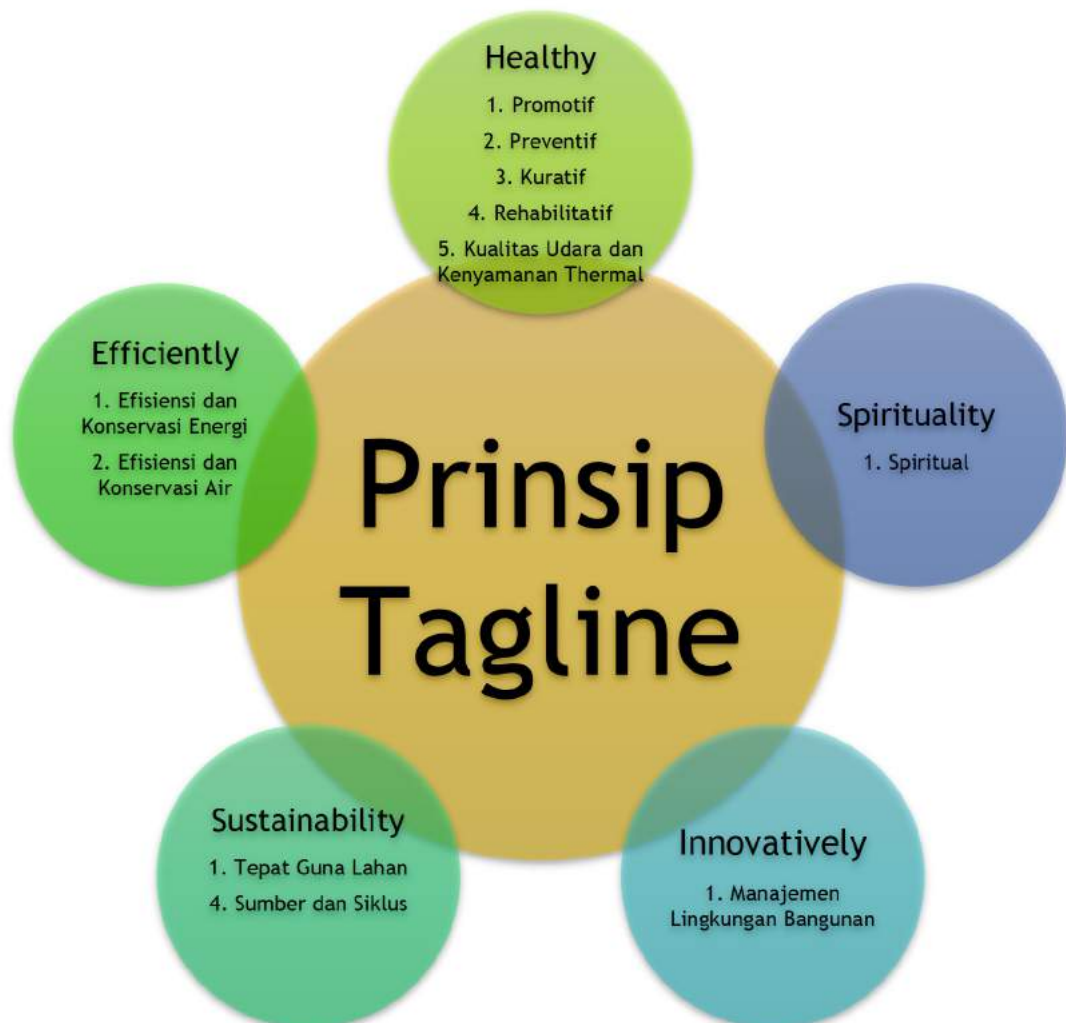 Healthy
1. Promotif
2. Preventif
3. Kuratif
4. Rehabilitatif
5. Kualitas Udara dan
Kenyamanan Thermal
Efficiently
1. Efisiensi dan
Konservasi Energi
2. Efisiensi dan
Konservasi Air
Spirituality
1. Spiritual
Prinsip
Tagline
Sustainability
1. Tepat Guna Lahan
4. Sumber dan Siklus
Innovatively
1. Manajemen
Lingkungan Bangunan